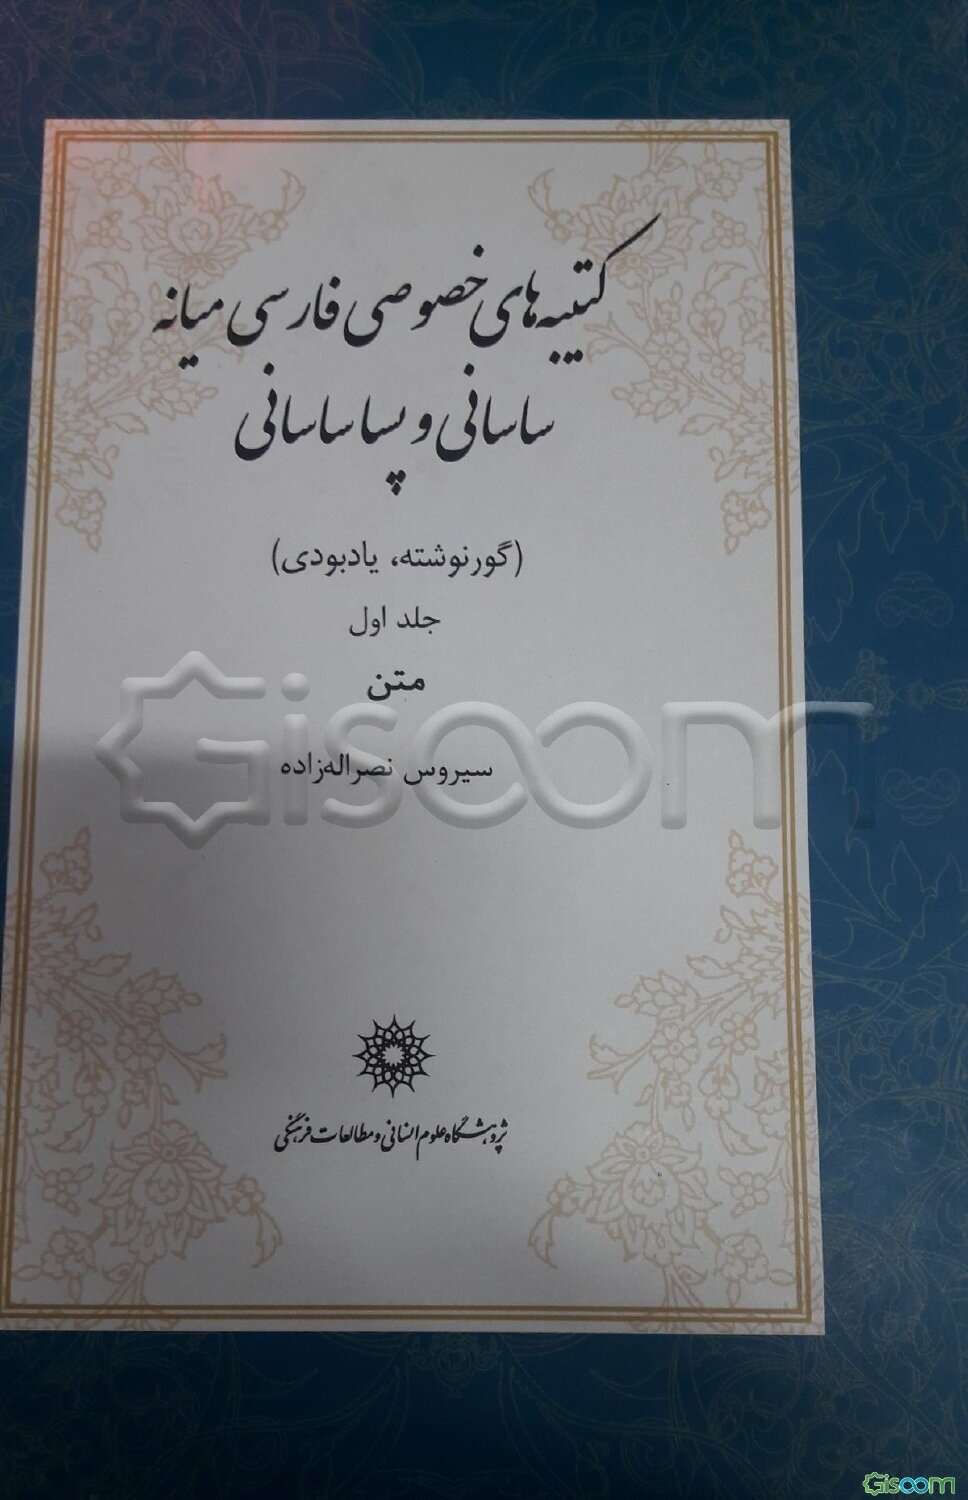 کتیبه‌های خصوصی فارسی میانه
ساسانی و پساساسانی
(گورنوشته، یادبودی)
جلد اول
متن
Gisoom
سیروس نصراله‌زاده
پژوهشگاه علوم انسانی و مطالعات فرهنگی
Gisoom